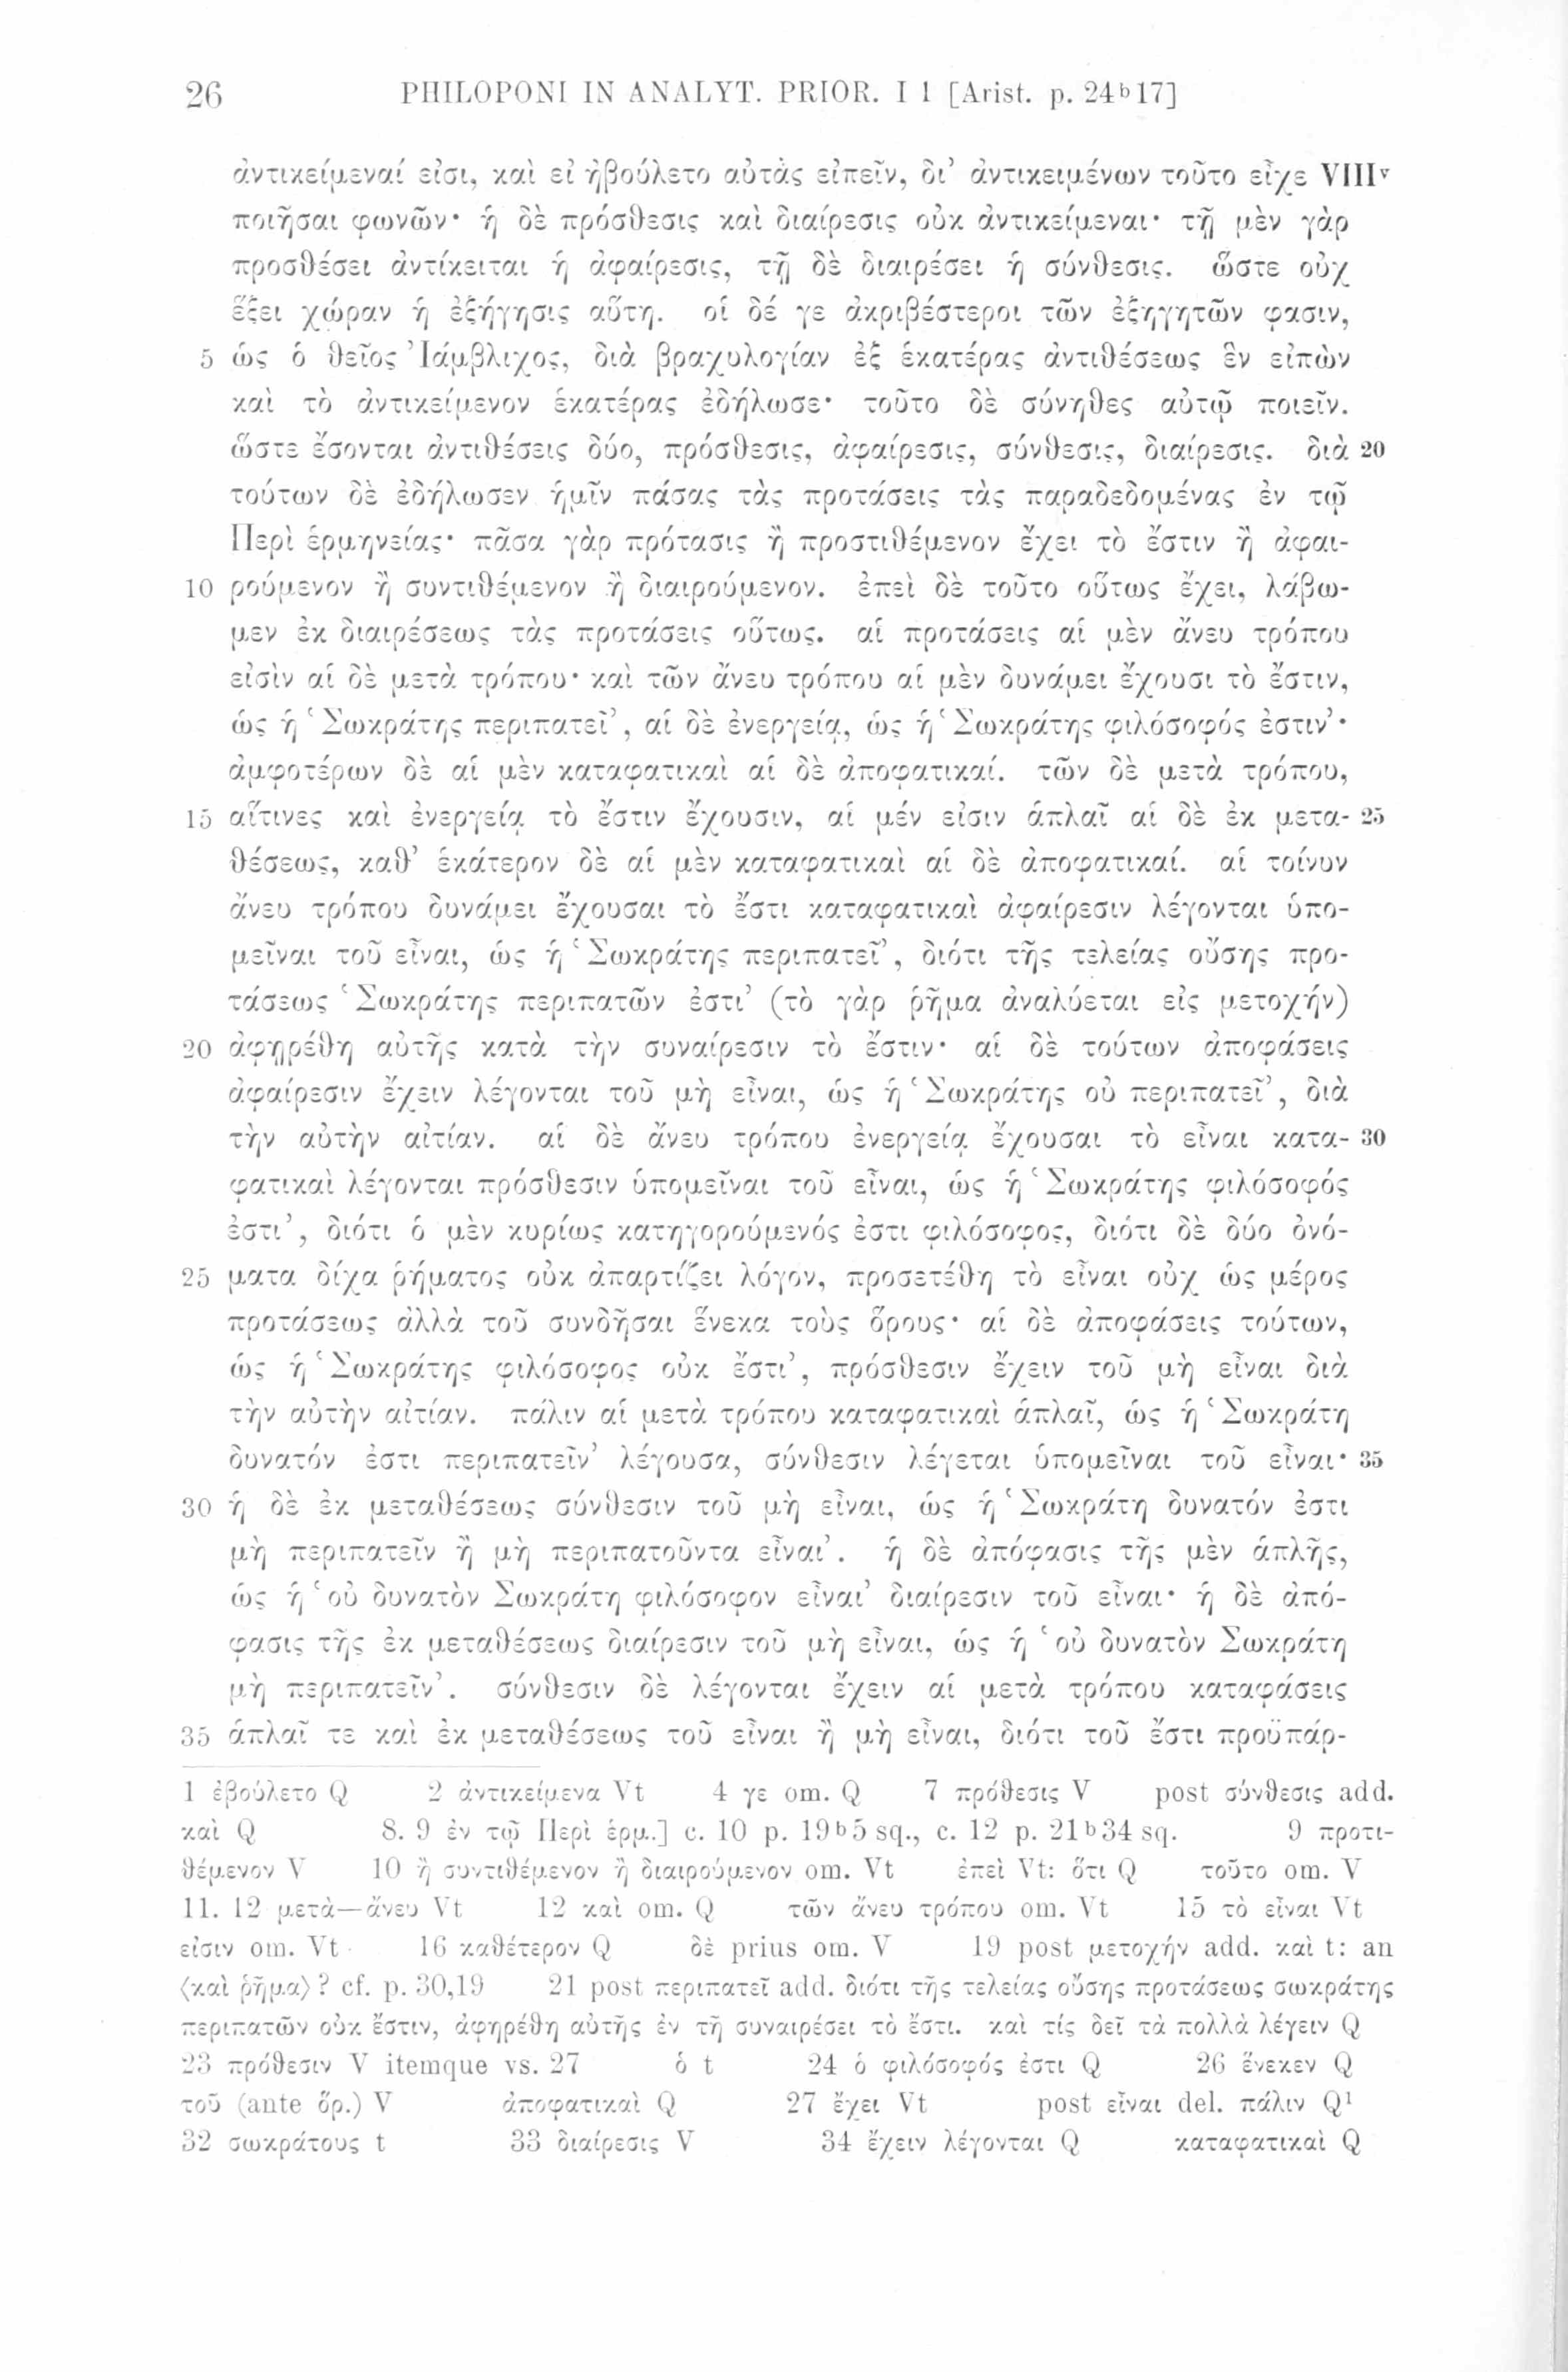 26 PHILOPONI IN ANALYT. PRIOR. I 1 [Arist. p. 24ᵇ17]
ἀντικείμεναί εἰσι, καὶ εἰ ἠβούλετο αὐτὰς εἰπεῖν, δι᾽ ἀντικειμένων τοῦτο εἶχε VIIIᵛ
ποιῆσαι φωνῶν· ἡ δὲ πρόσθεσις καὶ διαίρεσις οὐκ ἀντικείμεναι· τῇ μὲν γὰρ
προσθέσει ἀντίκειται ἡ ἀφαίρεσις, τῇ δὲ διαιρέσει ἡ σύνθεσις. ὥστε οὐχ
ἕξει χώραν ἡ ἐξήγησις αὕτη. οἱ δέ γε ἀκριβέστεροι τῶν ἐξηγητῶν φασιν,
5 ὡς ὁ θεῖος Ἰάμβλιχος, διὰ βραχυλογίαν ἐξ ἑκατέρας ἀντιθέσεως ἓν εἰπὼν
καὶ τὸ ἀντικείμενον ἑκατέρας ἐδήλωσε· τοῦτο δὲ σύνηθες αὐτῷ ποιεῖν.
ὥστε ἔσονται ἀντιθέσεις δύο, πρόσθεσις, ἀφαίρεσις, σύνθεσις, διαίρεσις. διὰ 20
τούτων δὲ ἐδήλωσεν ἡμῖν πάσας τὰς προτάσεις τὰς παραδεδομένας ἐν τῷ
Περὶ ἑρμηνείας· πᾶσα γὰρ πρότασις ἢ προστιθέμενον ἔχει τὸ ἔστιν ἢ ἀφαι-
10 ρούμενον ἢ συντιθέμενον ἢ διαιρούμενον. ἐπεὶ δὲ τοῦτο οὕτως ἔχει, λάβω-
μεν ἐκ διαιρέσεως τὰς προτάσεις οὕτως. αἱ προτάσεις αἱ μὲν ἄνευ τρόπου
εἰσὶν αἱ δὲ μετὰ τρόπου· καὶ τῶν ἄνευ τρόπου αἱ μὲν δυνάμει ἔχουσι τὸ ἔστιν,
ὡς ἡ ῾Σωκράτης περιπατεῖ᾽, αἱ δὲ ἐνεργείᾳ, ὡς ἡ ῾Σωκράτης φιλόσοφός ἐστιν᾽·
ἀμφοτέρων δὲ αἱ μὲν καταφατικαὶ αἱ δὲ ἀποφατικαί. τῶν δὲ μετὰ τρόπου,
15 αἵτινες καὶ ἐνεργείᾳ τὸ ἔστιν ἔχουσιν, αἱ μέν εἰσιν ἁπλαῖ αἱ δὲ ἐκ μετα- 25
θέσεως, καθ᾽ ἑκάτερον δὲ αἱ μὲν καταφατικαὶ αἱ δὲ ἀποφατικαί. αἱ τοίνυν
ἄνευ τρόπου δυνάμει ἔχουσαι τὸ ἔστι καταφατικαὶ ἀφαίρεσιν λέγονται ὑπο-
μεῖναι τοῦ εἶναι, ὡς ἡ ῾Σωκράτης περιπατεῖ᾽, διότι τῆς τελείας οὔσης προ-
τάσεως ῾Σωκράτης περιπατῶν ἐστι᾽ (τὸ γὰρ ῥῆμα ἀναλύεται εἰς μετοχήν)
20 ἀφῃρέθη αὐτῆς κατὰ τὴν συναίρεσιν τὸ ἔστιν· αἱ δὲ τούτων ἀποφάσεις
ἀφαίρεσιν ἔχειν λέγονται τοῦ μὴ εἶναι, ὡς ἡ ῾Σωκράτης οὐ περιπατεῖ᾽, διὰ
τὴν αὐτὴν αἰτίαν. αἱ δὲ ἄνευ τρόπου ἐνεργείᾳ ἔχουσαι τὸ εἶναι κατα- 30
φατικαὶ λέγονται πρόσθεσιν ὑπομεῖναι τοῦ εἶναι, ὡς ἡ ῾Σωκράτης φιλόσοφός
ἐστι᾽, διότι ὁ μὲν κυρίως κατηγορούμενός ἐστι φιλόσοφος, διότι δὲ δύο ὀνό-
25 ματα δίχα ῥήματος οὐκ ἀπαρτίζει λόγον, προσετέθη τὸ εἶναι οὐχ ὡς μέρος
προτάσεως ἀλλὰ τοῦ συνδῆσαι ἕνεκα τοὺς ὅρους· αἱ δὲ ἀποφάσεις τούτων,
ὡς ἡ ῾Σωκράτης φιλόσοφος οὐκ ἔστι᾽, πρόσθεσιν ἔχειν τοῦ μὴ εἶναι διὰ
τὴν αὐτὴν αἰτίαν. πάλιν αἱ μετὰ τρόπου καταφατικαὶ ἁπλαῖ, ὡς ἡ ῾Σωκράτη
δυνατόν ἐστι περιπατεῖν᾽ λέγουσα, σύνθεσιν λέγεται ὑπομεῖναι τοῦ εἶναι· 35
30 ἡ δὲ ἐκ μεταθέσεως σύνθεσιν τοῦ μὴ εἶναι, ὡς ἡ ῾Σωκράτη δυνατόν ἐστι
μὴ περιπατεῖν ἢ μὴ περιπατοῦντα εἶναι᾽. ἡ δὲ ἀπόφασις τῆς μὲν ἁπλῆς,
ὡς ἡ ῾οὐ δυνατὸν Σωκράτη φιλόσοφον εἶναι᾽ διαίρεσιν τοῦ εἶναι· ἡ δὲ ἀπό-
φασις τῆς ἐκ μεταθέσεως διαίρεσιν τοῦ μὴ εἶναι, ὡς ἡ ῾οὐ δυνατὸν Σωκράτη
μὴ περιπατεῖν᾽. σύνθεσιν δὲ λέγονται ἔχειν αἱ μετὰ τρόπου καταφάσεις
35 ἁπλαῖ τε καὶ ἐκ μεταθέσεως τοῦ εἶναι ἢ μὴ εἶναι, διότι τοῦ ἔστι προϋπάρ-
1 ἐβούλετο Q 2 ἀντικείμενα Vt 4 γε om. Q 7 πρόθεσις V post σύνθεσις add.
καὶ Q 8. 9 ἐν τῷ Περὶ ἑρμ.] c. 10 p. 19ᵇ5 sq., c. 12 p. 21ᵇ34 sq. 9 προτι-
θέμενον V 10 ἢ συντιθέμενον ἢ διαιρούμενον om. Vt ἐπεὶ Vt: ὅτι Q τοῦτο om. V
11. 12 μετὰ—ἄνευ Vt 12 καὶ om. Q τῶν ἄνευ τρόπου om. Vt 15 τὸ εἶναι Vt
εἰσιν om. Vt 16 καθέτερον Q δὲ prius om. V 19 post μετοχήν add. καὶ t: an
⟨καὶ ῥῆμα⟩? cf. p. 30,19 21 post περιπατεῖ add. διότι τῆς τελείας οὔσης προτάσεως σωκράτης
περιπατῶν οὐκ ἔστιν, ἀφῃρέθη αὐτῆς ἐν τῇ συναιρέσει τὸ ἔστι. καὶ τίς δεῖ τὰ πολλὰ λέγειν Q
23 πρόθεσιν V itemque vs. 27 ὁ t 24 ὁ φιλόσοφός ἐστι Q 26 ἕνεκεν Q
τοῦ (ante ὅρ.) V ἀποφατικαὶ Q 27 ἔχει Vt post εἶναι del. πάλιν Q¹
32 σωκράτους t 33 διαίρεσις V 34 ἔχειν λέγονται Q καταφατικαὶ Q